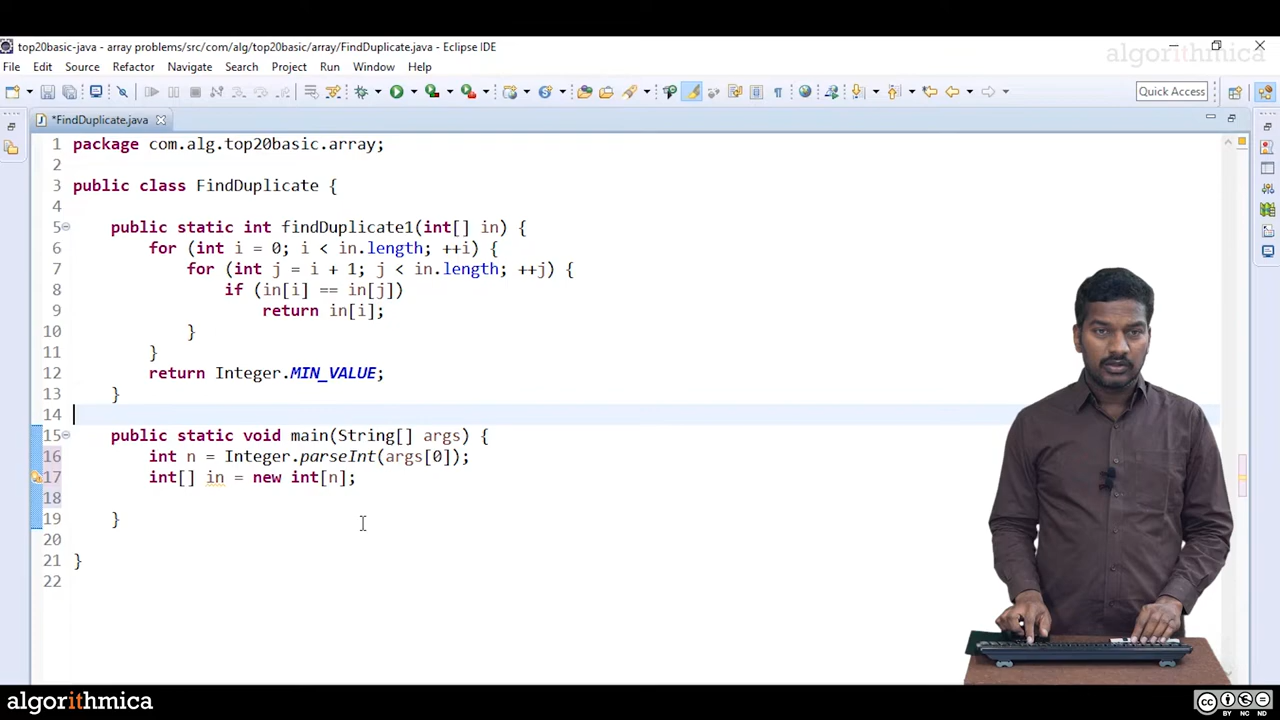 top20basic-java - array problems/src/com/alg/top20basic/array/FindDuplicate.java - Eclipse IDE
algorithmica
File Edit Source Refactor Navigate Search Project Run Window Help
Quick Access
*FindDuplicate.java
1 package com.alg.top20basic.array;
2
3 public class FindDuplicate {
4
5 public static int findDuplicate1(int[] in) {
6 for (int i = 0; i < in.length; ++i) {
7 for (int j = i + 1; j < in.length; ++j) {
8 if (in[i] == in[j])
9 return in[i];
10 }
11 }
12 return Integer.MIN_VALUE;
13 }
14
15 public static void main(String[] args) {
16 int n = Integer.parseInt(args[0]);
17 int[] in = new int[n];
18
19 }
20
21 }
22
algorithmica
cc
BY NC ND